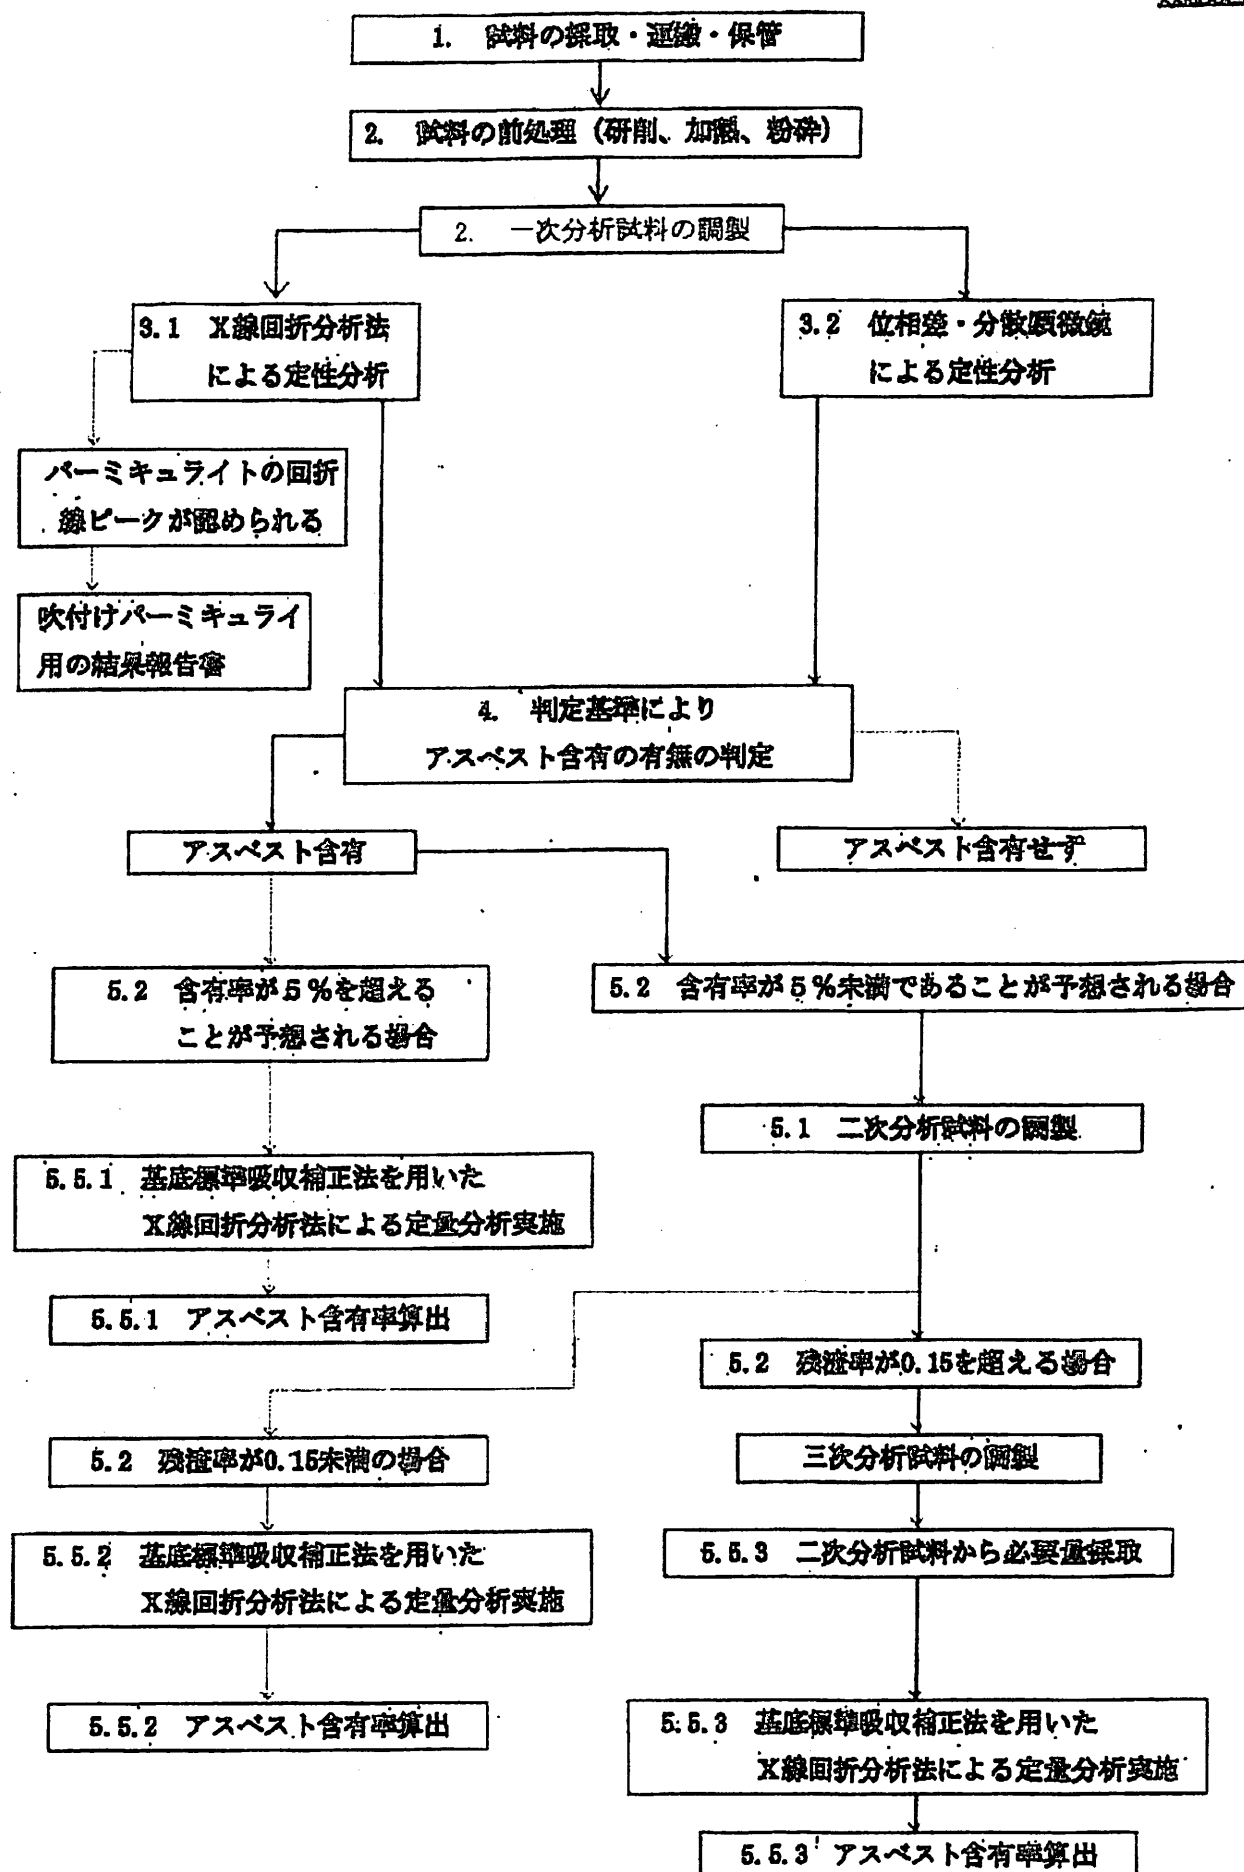 1. 試料の採取・運搬・保管
2. 試料の前処理（研削、加熱、粉砕）
2. 一次分析試料の調製
3.1 X線回折分析法
による定性分析
3.2 位相差・分散顕微鏡
による定性分析
バーミキュライトの回折
線ピークが認められる
吹付けバーミキュライ
用の結果報告書
4. 判定基準により
アスベスト含有の有無の判定
アスベスト含有
アスベスト含有せず
5.2 含有率が5％を超える
ことが予想される場合
5.2 含有率が5％未満であることが予想される場合
5.1 二次分析試料の調製
5.5.1 基底標準吸収補正法を用いた
X線回折分析法による定量分析実施
5.5.1 アスベスト含有率算出
5.2 残渣率が0.15を超える場合
5.2 残渣率が0.15未満の場合
三次分析試料の調製
5.5.2 基底標準吸収補正法を用いた
X線回折分析法による定量分析実施
5.5.3 二次分析試料から必要量採取
5.5.2 アスベスト含有率算出
5.5.3 基底標準吸収補正法を用いた
X線回折分析法による定量分析実施
5.5.3 アスベスト含有率算出